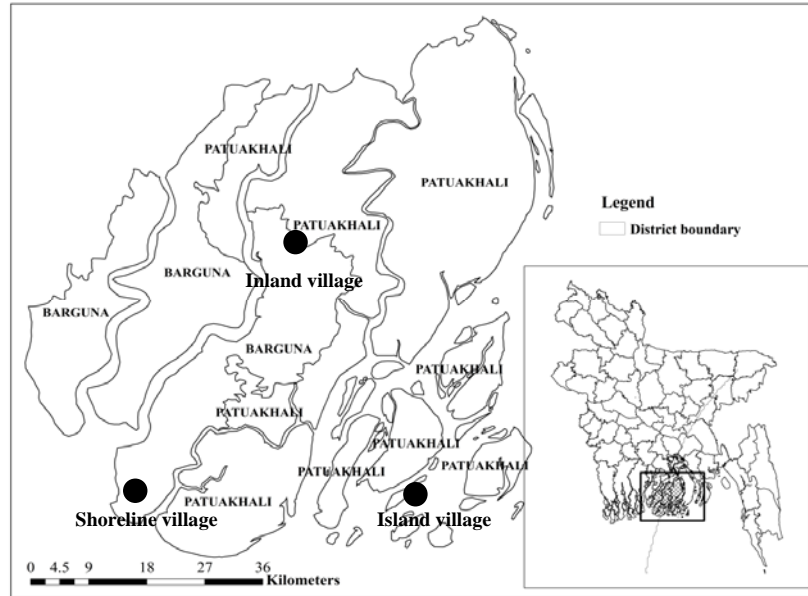 PATUAKHALI
PATUAKHALI
Legend
District boundary
PATUAKHALI
BARGUNA
Inland village
BARGUNA
BARGUNA
PATUAKHALI
PATUAKHALI
PATUAKHALI
PATUAKHALI
PATUAKHALI
PATUAKHALI
Shoreline village
Island village
0 4.5 9 18 27 36
Kilometers